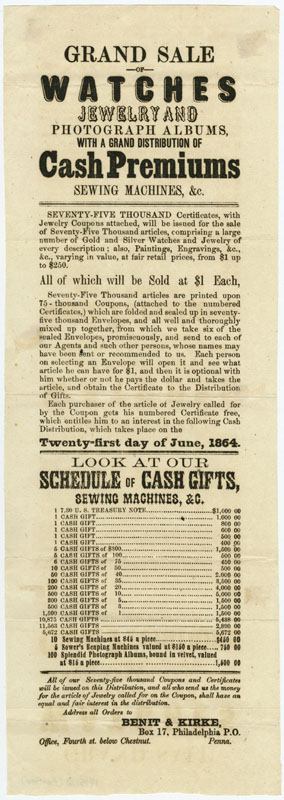 GRAND SALE
—OF—
WATCHES
JEWELRY AND
PHOTOGRAPH ALBUMS,
WITH A GRAND DISTRIBUTION OF
Cash Premiums
SEWING MACHINES, &c.
SEVENTY-FIVE THOUSAND Certificates, with
Jewelry Coupons attached, will be issued for the sale
of Seventy-Five Thousand articles, comprising a large
number of Gold and Silver Watches and Jewelry of
every description; also, Paintings, Engravings, &c.,
&c., varying in value, at fair retail prices, from $1 up
to $250.
All of which will be Sold at $1 Each,
Seventy-Five Thousand articles are printed upon
75-thousand Coupons, (attached to the numbered
Certificates,) which are folded and sealed up in seventy-
five thousand Envelopes, and all well and thoroughly
mixed up together, from which we take six of the
sealed Envelopes, promiscuously, and send to each of
our Agents and such other persons, whose names may
have been sent or recommended to us. Each person
on selecting an Envelope will open it and see what
article he can have for $1, and then it is optional with
him whether or not he pays the dollar and takes the
article, and obtain the Certificate to the Distribution
of Gifts.
Each purchaser of the article of Jewelry called for
by the Coupon gets his numbered Certificate free,
which entitles him to an interest in the following Cash
Distribution, which takes place on the
Twenty-first day of June, 1864.
LOOK AT OUR
SCHEDULE OF CASH GIFTS,
SEWING MACHINES, &C.
1 7.30 U. S. TREASURY NOTE $1,000 00
1 CASH GIFT 1,000 00
1 CASH GIFT 800 00
1 CASH GIFT 600 00
1 CASH GIFT 500 00
1 CASH GIFT 400 00
5 CASH GIFTS of $300 1,500 00
5 CASH GIFTS of 100 500 00
6 CASH GIFTS of 75 450 00
10 CASH GIFTS of 50 500 00
50 CASH GIFTS of 40 2,000 00
100 CASH GIFTS of 35 3,500 00
200 CASH GIFTS of 20 4,000 00
500 CASH GIFTS of 10 5,000 00
300 CASH GIFTS of 5 1,500 00
500 CASH GIFTS of 3 1,500 00
CASH GIFTS of 1,500 00
10,875 CASH GIFTS of
CASH GIFTS of
5,672 CASH GIFTS of 5,672 00
10 Sewing Machines at $45 a piece $450 00
5 Sower's Scaping Machines valued at $150 a piece 750 00
100 Splendid Photograph Albums, bound in velvet, valued
at $15 a piece 1,500 00
All of our Seventy-five thousand Coupons and Certificates
will be issued on this Distribution, and all who send us the money
for the article of Jewelry called for on the Coupon, shall have an
equal and fair interest in the distribution.
Address all Orders to
BENIT & KIRKE,
Box 17, Philadelphia P.O.
Office, Fourth st. below Chestnut. Penna.